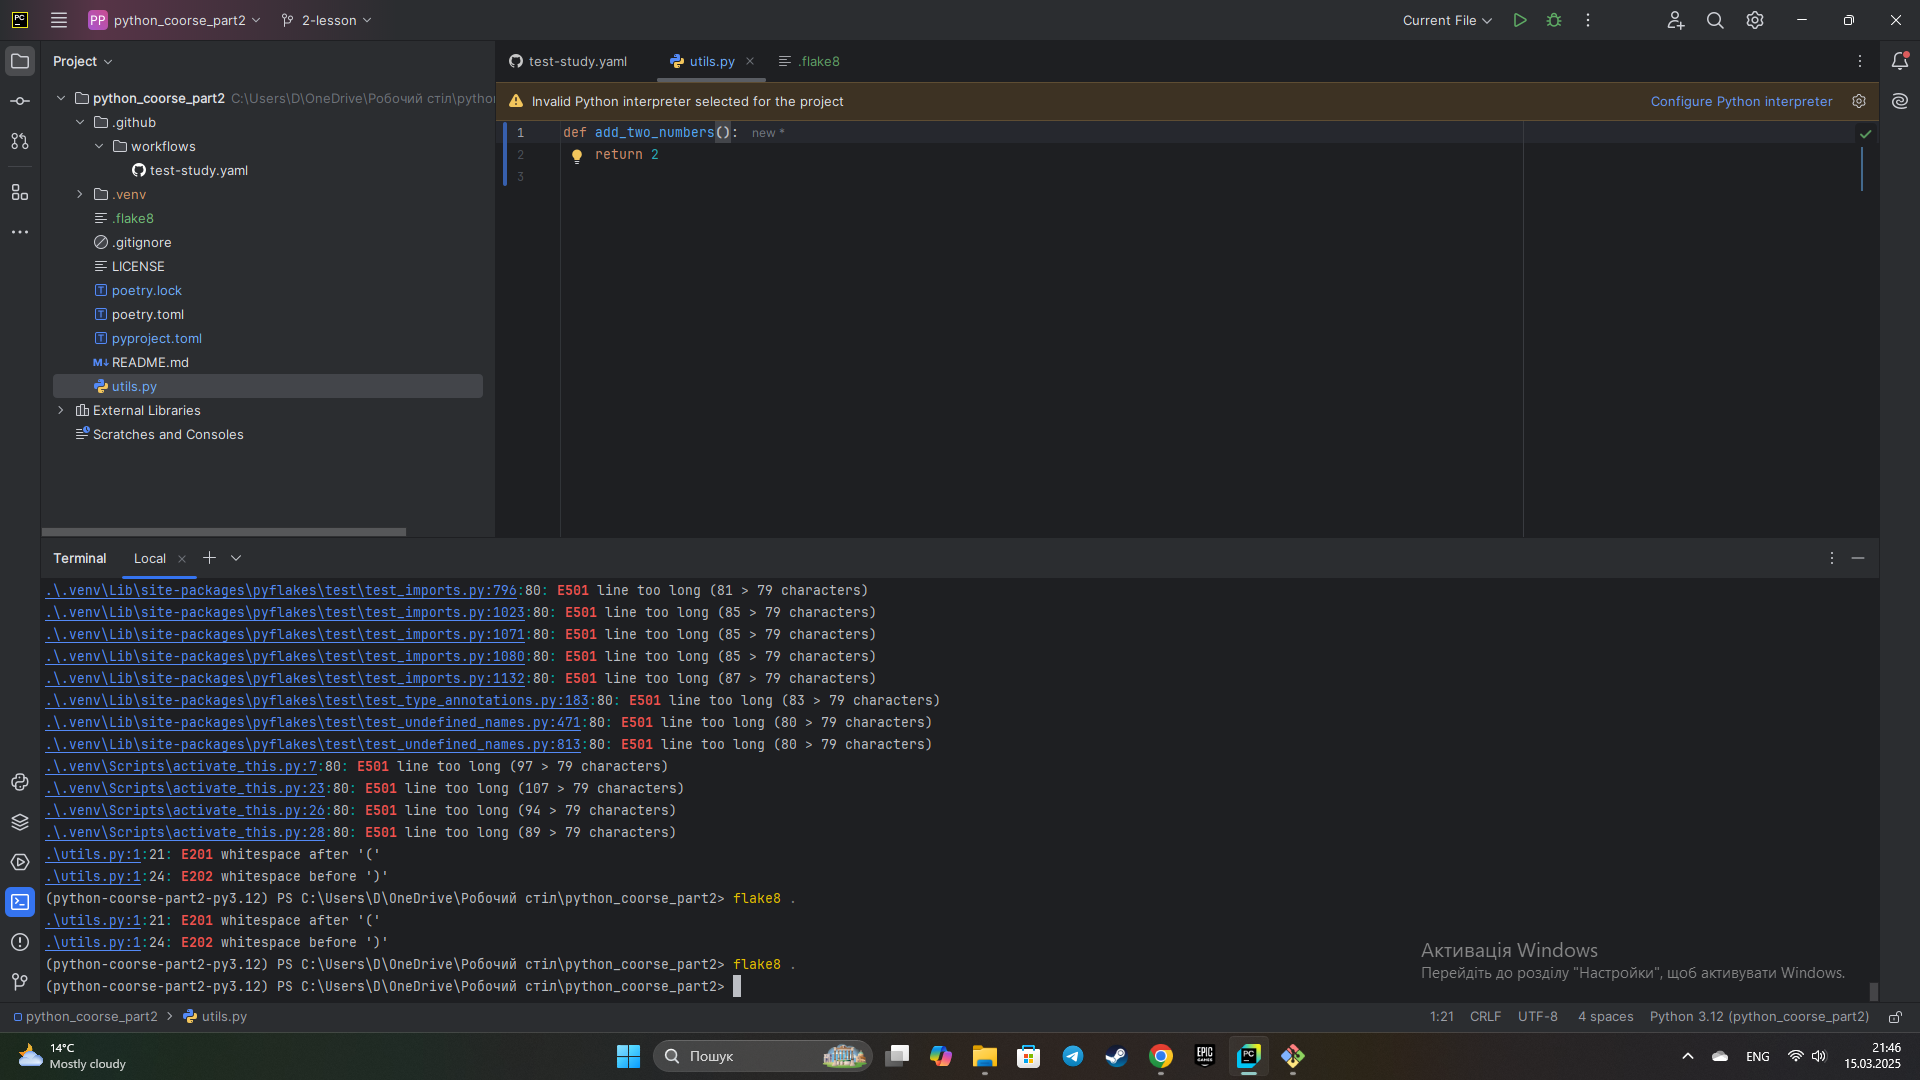 PC
PP python_coorse_part2
2-lesson
Current File
Project
test-study.yaml
utils.py
.flake8
python_coorse_part2 C:\Users\D\OneDrive\Робочий стіл\python
.github
workflows
test-study.yaml
.venv
.flake8
.gitignore
LICENSE
poetry.lock
poetry.toml
pyproject.toml
M↓ README.md
utils.py
External Libraries
Scratches and Consoles
Invalid Python interpreter selected for the project
Configure Python interpreter
1 def add_two_numbers(): new *
2 return 2
3
Terminal
Local
.\.venv\Lib\site-packages\pyflakes\test\test_imports.py:796:80: E501 line too long (81 > 79 characters)
.\.venv\Lib\site-packages\pyflakes\test\test_imports.py:1023:80: E501 line too long (85 > 79 characters)
.\.venv\Lib\site-packages\pyflakes\test\test_imports.py:1071:80: E501 line too long (85 > 79 characters)
.\.venv\Lib\site-packages\pyflakes\test\test_imports.py:1080:80: E501 line too long (85 > 79 characters)
.\.venv\Lib\site-packages\pyflakes\test\test_imports.py:1132:80: E501 line too long (87 > 79 characters)
.\.venv\Lib\site-packages\pyflakes\test\test_type_annotations.py:183:80: E501 line too long (83 > 79 characters)
.\.venv\Lib\site-packages\pyflakes\test\test_undefined_names.py:471:80: E501 line too long (80 > 79 characters)
.\.venv\Lib\site-packages\pyflakes\test\test_undefined_names.py:813:80: E501 line too long (80 > 79 characters)
.\.venv\Scripts\activate_this.py:7:80: E501 line too long (97 > 79 characters)
.\.venv\Scripts\activate_this.py:23:80: E501 line too long (107 > 79 characters)
.\.venv\Scripts\activate_this.py:26:80: E501 line too long (94 > 79 characters)
.\.venv\Scripts\activate_this.py:28:80: E501 line too long (89 > 79 characters)
.\utils.py:1:21: E201 whitespace after '('
.\utils.py:1:24: E202 whitespace before ')'
(python-coorse-part2-py3.12) PS C:\Users\D\OneDrive\Робочий стіл\python_coorse_part2> flake8 .
.\utils.py:1:21: E201 whitespace after '('
.\utils.py:1:24: E202 whitespace before ')'
(python-coorse-part2-py3.12) PS C:\Users\D\OneDrive\Робочий стіл\python_coorse_part2> flake8 .
(python-coorse-part2-py3.12) PS C:\Users\D\OneDrive\Робочий стіл\python_coorse_part2>
Активація Windows
Перейдіть до розділу "Настройки", щоб активувати Windows.
python_coorse_part2 > utils.py
1:21 CRLF UTF-8 4 spaces Python 3.12 (python_coorse_part2)
14°C
Mostly cloudy
Пошук
EPIC GAMES
PC
ENG
21:46
15.03.2025